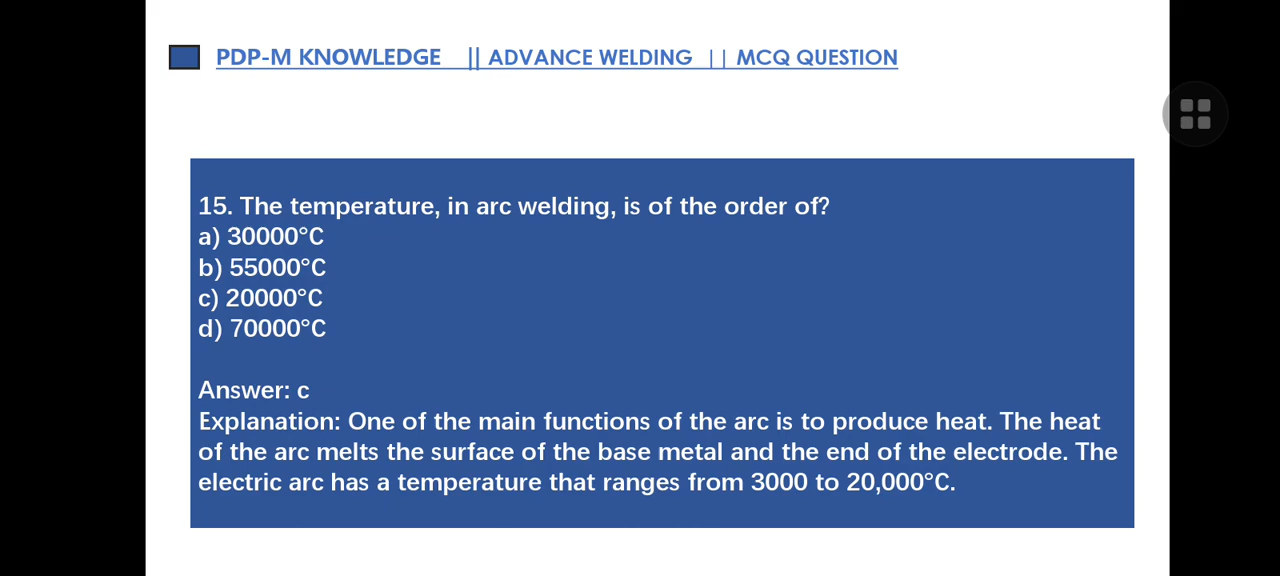 PDP-M KNOWLEDGE || ADVANCE WELDING || MCQ QUESTION
15. The temperature, in arc welding, is of the order of?
a) 30000°C
b) 55000°C
c) 20000°C
d) 70000°C
Answer: c
Explanation: One of the main functions of the arc is to produce heat. The heat
of the arc melts the surface of the base metal and the end of the electrode. The
electric arc has a temperature that ranges from 3000 to 20,000°C.